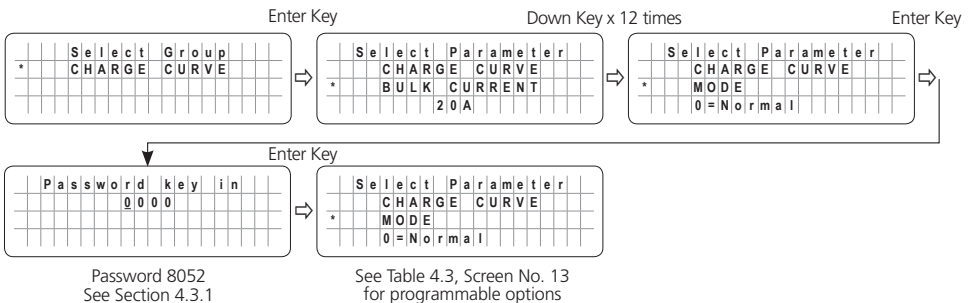 Enter Key
Down Key x 12 times
Enter Key
Select Group
* CHARGE CURVE
Select Parameter
CHARGE CURVE
* BULK CURRENT
20A
Select Parameter
CHARGE CURVE
* MODE
0=Normal
Enter Key
Password key in
0000
Select Parameter
CHARGE CURVE
* MODE
0=Normal
Password 8052
See Section 4.3.1
See Table 4.3, Screen No. 13
for programmable options